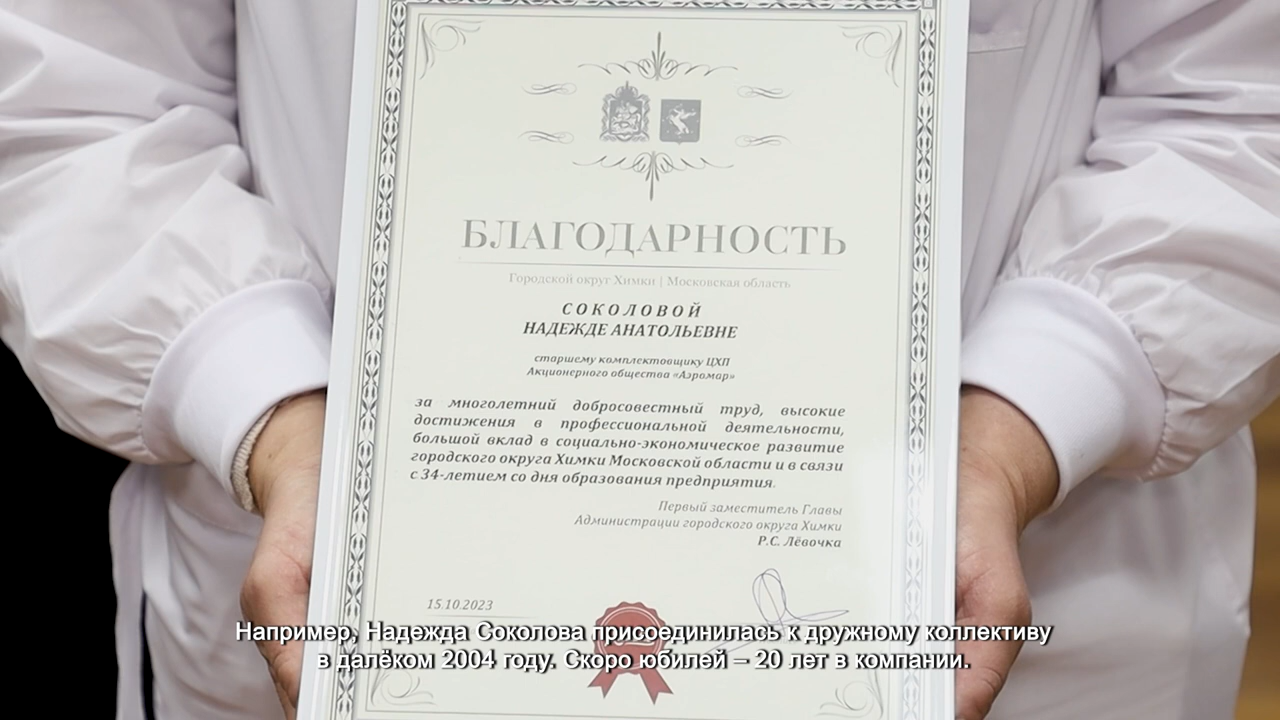 БЛАГОДАРНОСТЬ
Городской округ Химки | Московская область
СОКОЛОВОЙ
НАДЕЖДЕ АНАТОЛЬЕВНЕ
старшему комплектовщику ЦХП
Акционерного общества «Аэромар»
за многолетний добросовестный труд, высокие
достижения в профессиональной деятельности,
большой вклад в социально-экономическое развитие
городского округа Химки Московской области и в связи
с 34-летием со дня образования предприятия.
Первый заместитель Главы
Администрации городского округа Химки
Р.С. Лёвочка
15.10.2023
Например, Надежда Соколова присоединилась к дружному коллективу
в далёком 2004 году. Скоро юбилей – 20 лет в компании.